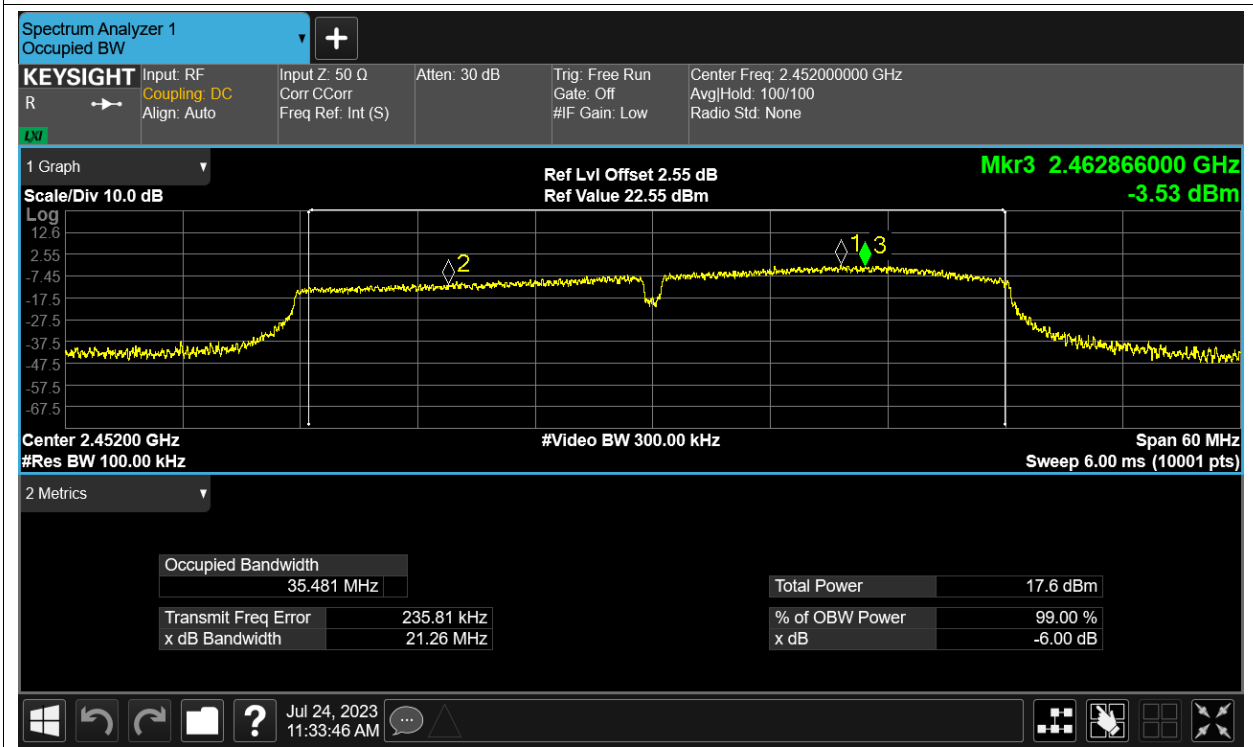 Spectrum Analyzer 1
Occupied BW
KEYSIGHT Input: RF Input Z: 50 Ω Atten: 30 dB Trig: Free Run Center Freq: 2.452000000 GHz
R Coupling: DC Corr CCorr Gate: Off Avg|Hold: 100/100
Align: Auto Freq Ref: Int (S) #IF Gain: Low Radio Std: None
LXI
1 Graph Ref Lvl Offset 2.55 dB Mkr3 2.462866000 GHz
Scale/Div 10.0 dB Ref Value 22.55 dBm -3.53 dBm
Log
12.6
2.55
-7.45
-17.5
-27.5
-37.5
-47.5
-57.5
-67.5
2 1 3
Center 2.45200 GHz #Video BW 300.00 kHz Span 60 MHz
#Res BW 100.00 kHz Sweep 6.00 ms (10001 pts)
2 Metrics
Occupied Bandwidth
35.481 MHz Total Power 17.6 dBm
Transmit Freq Error 235.81 kHz % of OBW Power 99.00 %
x dB Bandwidth 21.26 MHz x dB -6.00 dB
? Jul 24, 2023
11:33:46 AM